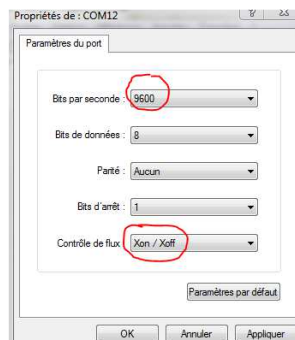 Propriétés de : COM12
Paramètres du port
Bits par seconde : 9600
Bits de données : 8
Parité : Aucun
Bits d'arrêt : 1
Contrôle de flux : Xon / Xoff
Paramètres par défaut
OK Annuler Appliquer